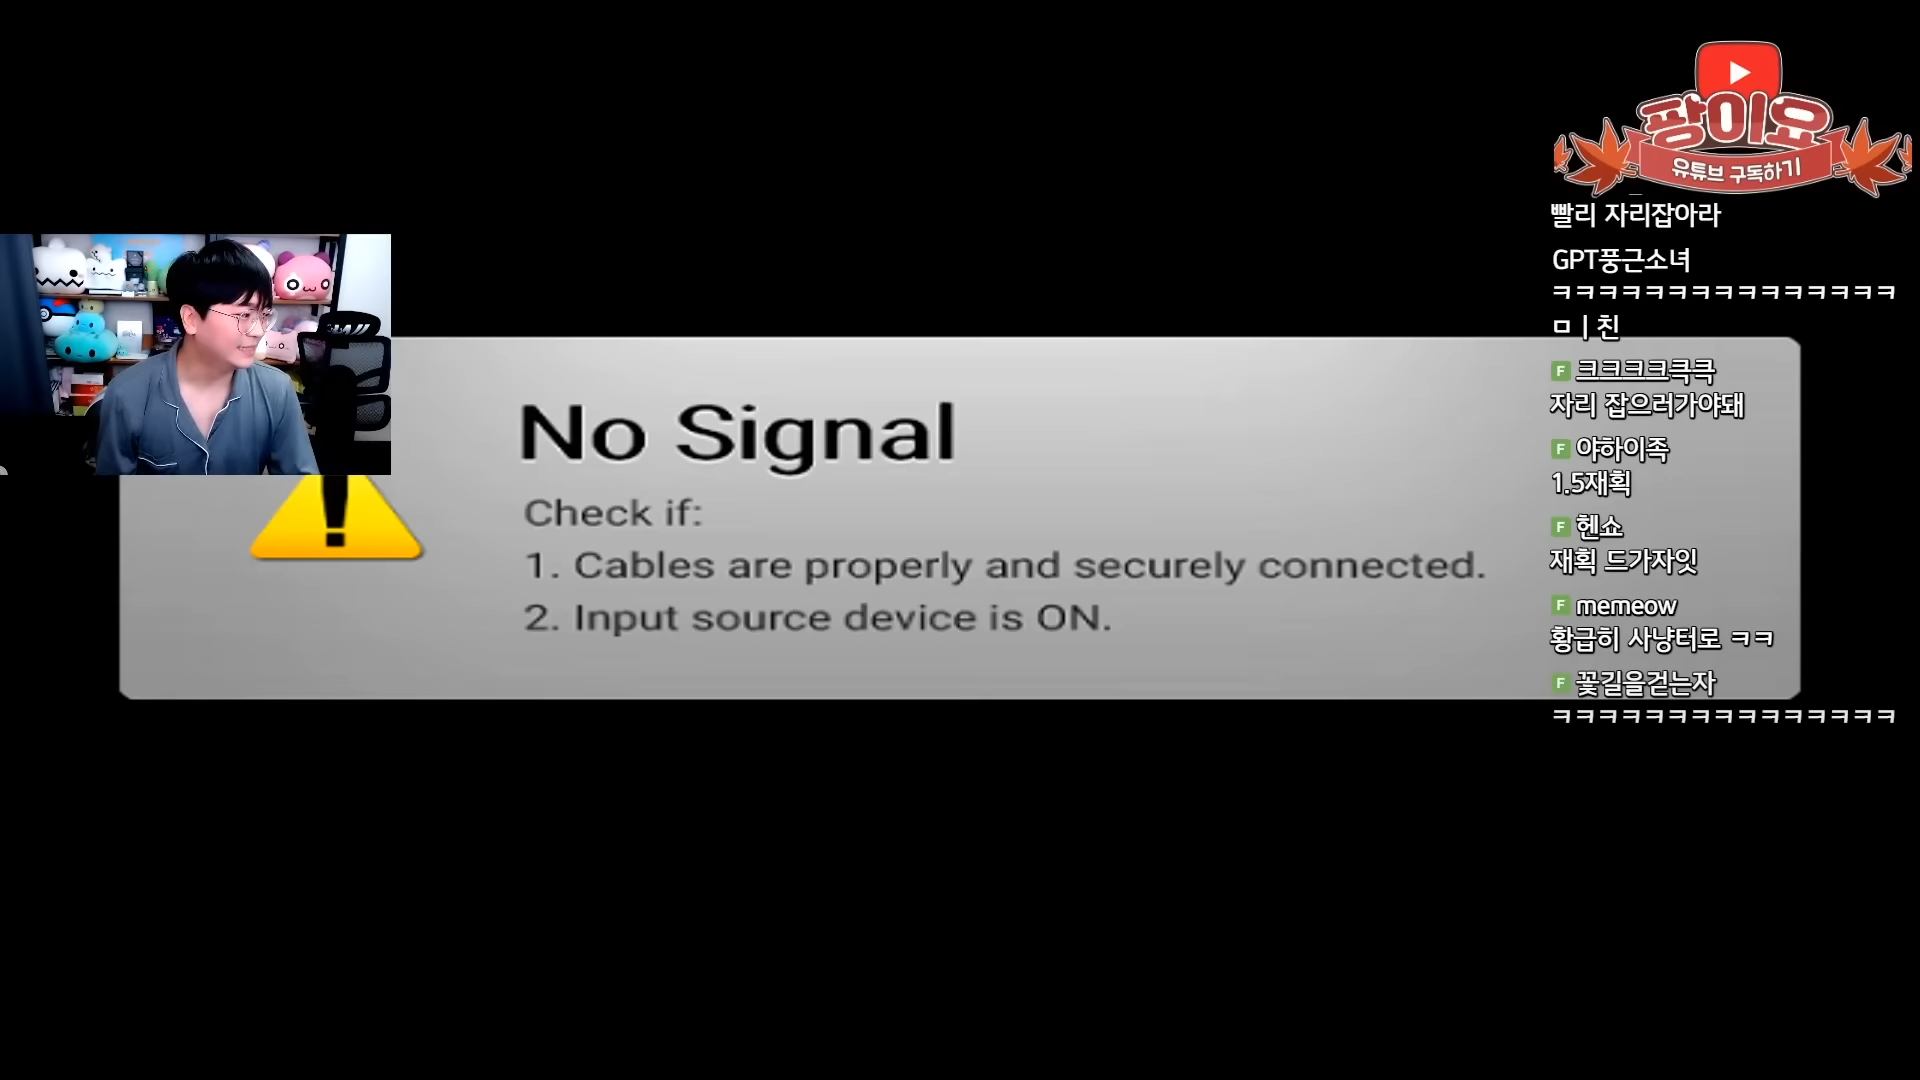 팡이요
유튜브 구독하기
빨리 자리잡아라
GPT풍근소녀
ㅋㅋㅋㅋㅋㅋㅋㅋㅋㅋㅋㅋㅋㅋㅋ
ㅁㅣ친
F 크크크크큭큭
자리 잡으러가야돼
F 야하이족
1.5재획
F 헨쇼
재획 드가자잇
F memeow
황급히 사냥터로 ㅋㅋ
F 꽃길을걷는자
ㅋㅋㅋㅋㅋㅋㅋㅋㅋㅋㅋㅋㅋㅋㅋ
No Signal
Check if:
1. Cables are properly and securely connected.
2. Input source device is ON.